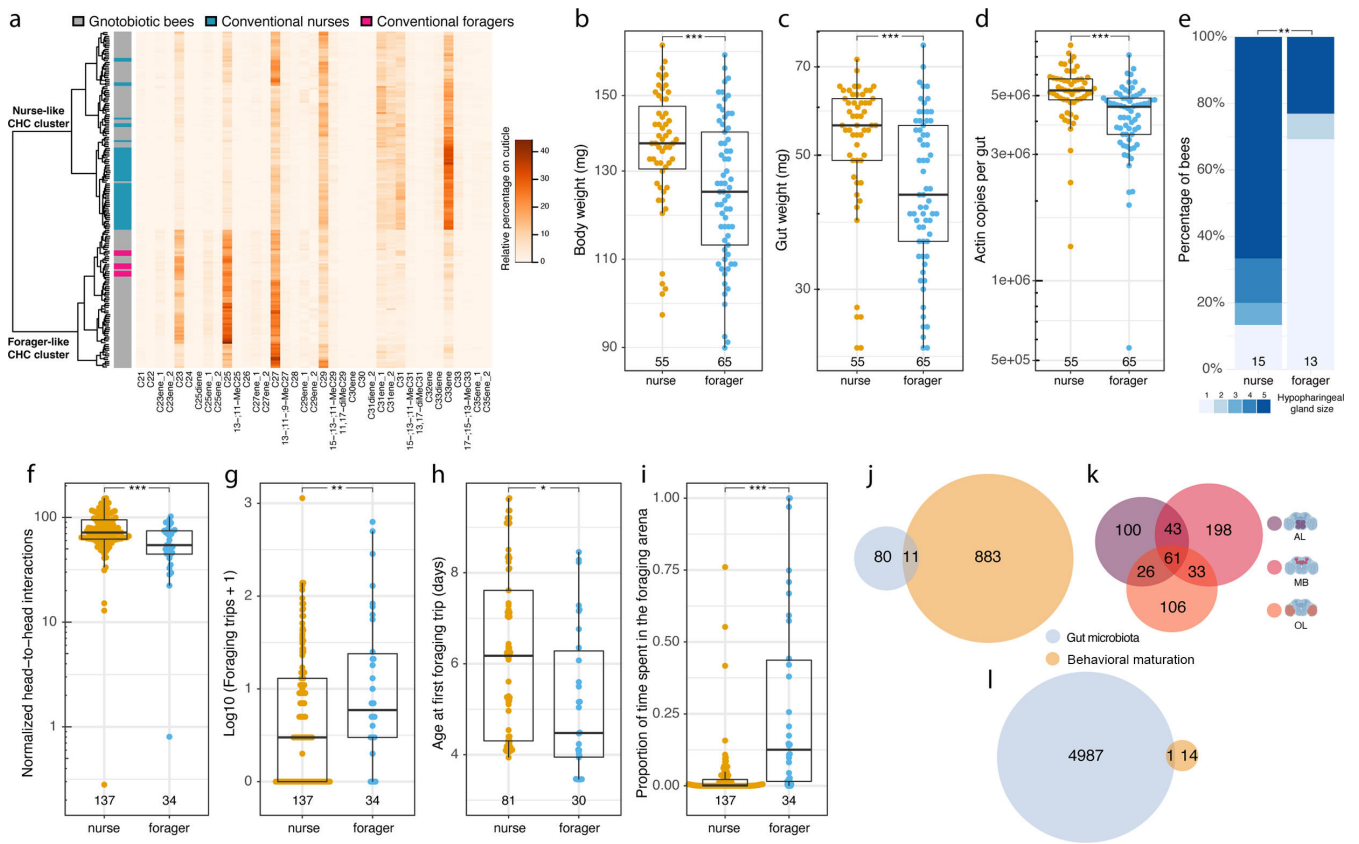 a
Gnotobiotic bees
Conventional nurses
Conventional foragers
Nurse-like
CHC cluster
Forager-like
CHC cluster
Relative percentage on cuticle
40
30
20
10
0
C21
C22
C23ene_1
C23ene_2
C23
C24
C25diene
C25ene_1
C25ene_2
C25
13-;11-MeC25
C26
C27ene_1
C27ene_2
C27
13-;11-;9-MeC27
C28
C29ene_1
C29ene_2
C29
15-;13-;11-MeC29
11,17-diMeC29
C30ene
C30
C31diene
C31ene_1
C31ene_2
C31
15-;13-;11-MeC31
13,17-diMeC31
C32ene
C33diene
C33ene
C33
17-;15-;13-MeC33
C35ene_1
C35ene_2
b
***
Body weight (mg)
150
130
110
90
55
65
nurse
forager
c
***
Gut weight (mg)
70
50
30
55
65
nurse
forager
d
***
Actin copies per gut
5e+06
3e+06
1e+06
5e+05
55
65
nurse
forager
e
**
Percentage of bees
100%
80%
60%
40%
20%
0%
15
13
nurse
forager
1 2 3 4 5
Hypopharingeal
gland size
f
***
Normalized head-to-head interactions
100
10
1
137
34
nurse
forager
g
**
Log10 (Foraging trips + 1)
3
2
1
0
137
34
nurse
forager
h
*
Age at first foraging trip (days)
8
6
4
81
30
nurse
forager
i
***
Proportion of time spent in the foraging arena
1.00
0.75
0.50
0.25
0.00
137
34
nurse
forager
j
80
11
883
Gut microbiota
Behavioral maturation
k
100
43
198
61
26
33
106
AL
MB
OL
l
4987
1
14